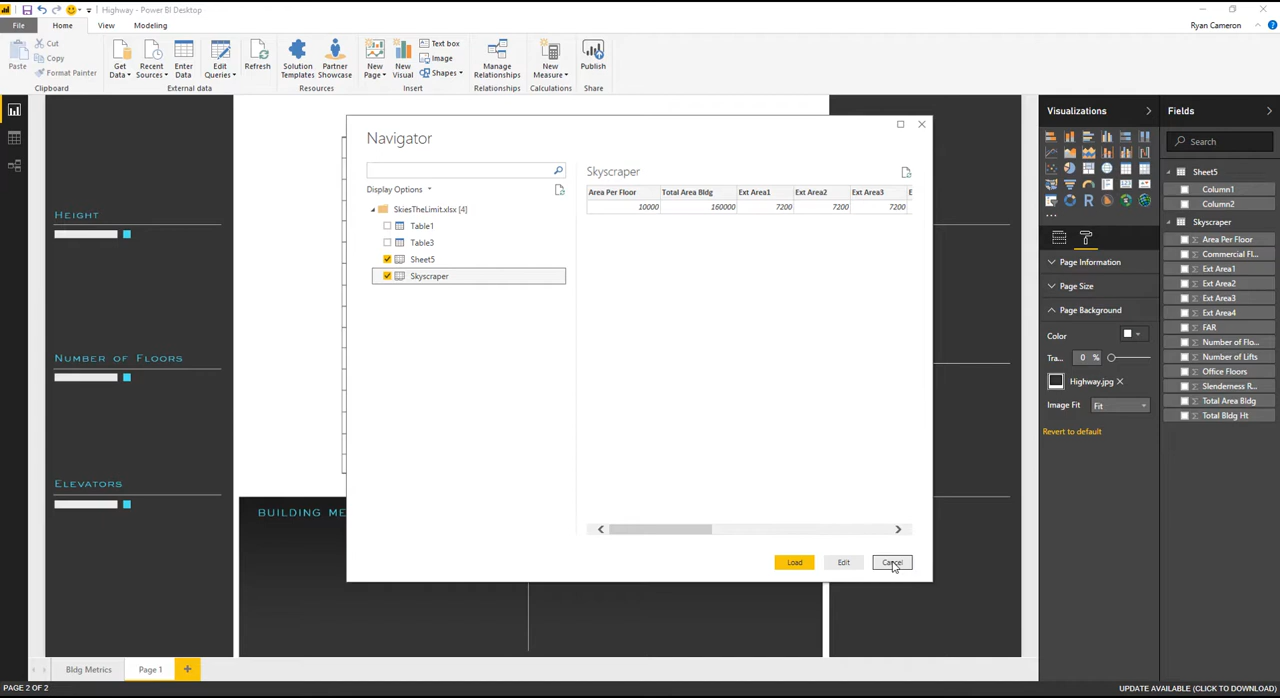 Highway - Power BI Desktop
File
Home
View
Modeling
Ryan Cameron
Paste
Cut
Copy
Format Painter
Clipboard
Get Data
Recent Sources
Enter Data
Edit Queries
Refresh
External data
Solution Templates
Partner Showcase
Resources
New Page
New Visual
Text box
Image
Shapes
Insert
Manage Relationships
Relationships
New Measure
Calculations
Publish
Share
HEIGHT
NUMBER OF FLOORS
ELEVATORS
BUILDING ME
Navigator
Display Options
SkiesTheLimit.xlsx [4]
Table1
Table3
Sheet5
Skyscraper
Skyscraper
Area Per Floor Total Area Bldg Ext Area1 Ext Area2 Ext Area3 E
10000 160000 7200 7200 7200
Load
Edit
Cancel
Visualizations
Page Information
Page Size
Page Background
Color
Tra... 0 %
Highway.jpg
Image Fit Fit
Revert to default
Fields
Search
Sheet5
Column1
Column2
Skyscraper
Area Per Floor
Commercial Fl...
Ext Area1
Ext Area2
Ext Area3
Ext Area4
FAR
Number of Flo...
Number of Lifts
Office Floors
Slenderness R...
Total Area Bldg
Total Bldg Ht
Bldg Metrics
Page 1
PAGE 2 OF 2
UPDATE AVAILABLE (CLICK TO DOWNLOAD)